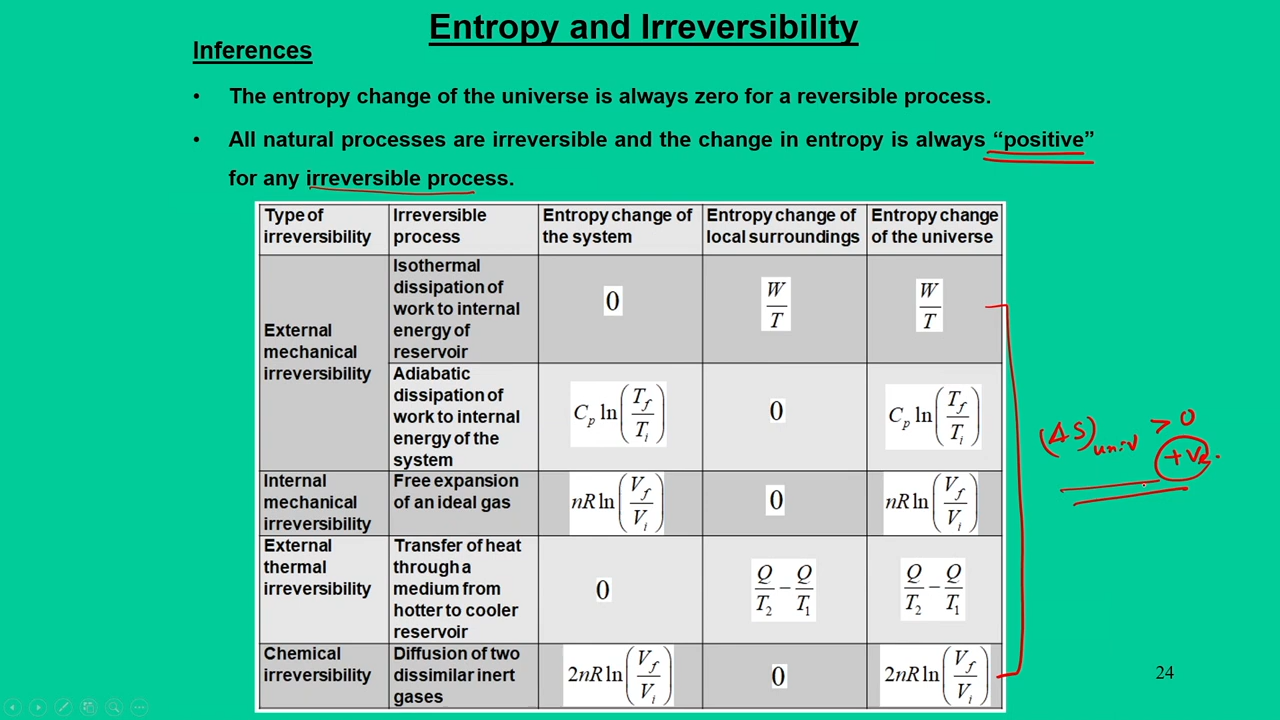 Entropy and Irreversibility
Inferences
• The entropy change of the universe is always zero for a reversible process.
• All natural processes are irreversible and the change in entropy is always “positive”
for any irreversible process.
Type of irreversibility
Irreversible process
Entropy change of the system
Entropy change of local surroundings
Entropy change of the universe
External mechanical irreversibility
Isothermal dissipation of work to internal energy of reservoir
0
W/T
W/T
Adiabatic dissipation of work to internal energy of the system
C_p ln(T_f/T_i)
0
C_p ln(T_f/T_i)
Internal mechanical irreversibility
Free expansion of an ideal gas
nR ln(V_f/V_i)
0
nR ln(V_f/V_i)
External thermal irreversibility
Transfer of heat through a medium from hotter to cooler reservoir
0
Q/T_2 − Q/T_1
Q/T_2 − Q/T_1
Chemical irreversibility
Diffusion of two dissimilar inert gases
2nR ln(V_f/V_i)
0
2nR ln(V_f/V_i)
(ΔS)univ > 0
+ve.
24